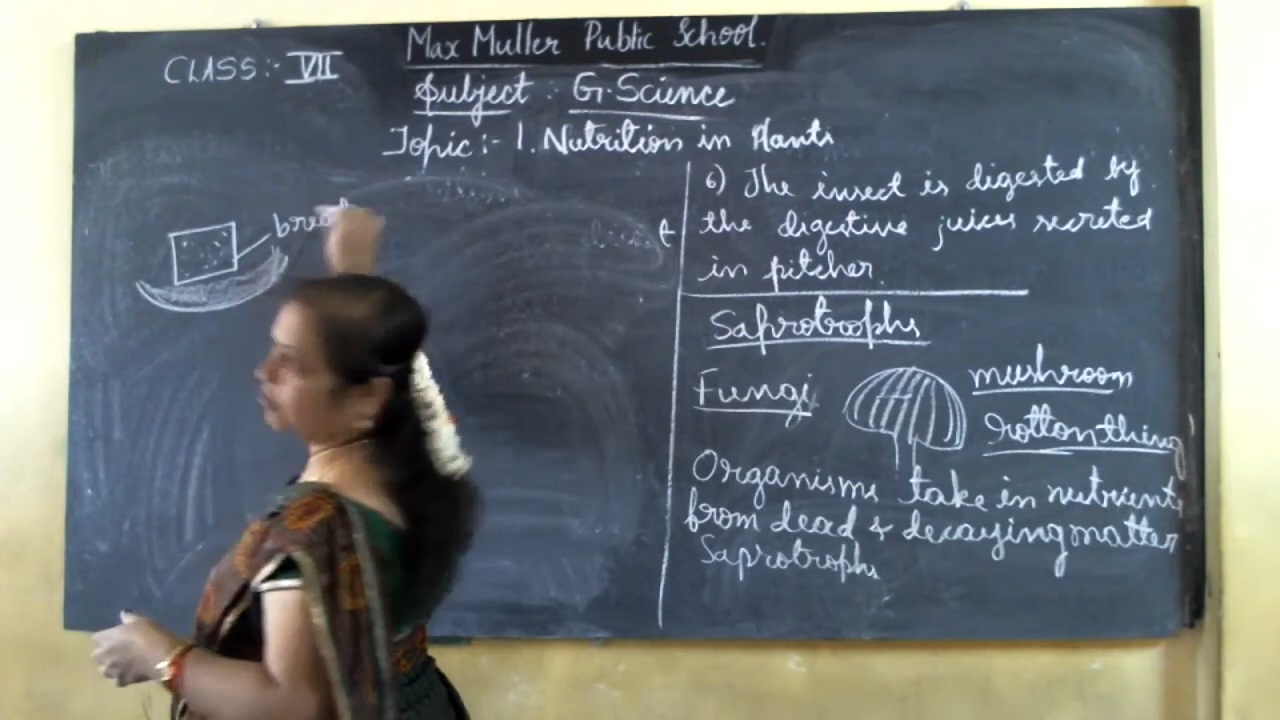 Max Muller Public School.
CLASS:- VII
Subject : G.Science
Topic:- 1. Nutrition in Plants
bread
6) The insect is digested by
the digestive juices secreted
in pitcher.
Saprotrophs
Fungi
mushroom
rotton thing
Organisms take in nutrients
from dead & decaying matter
Saprotrophs